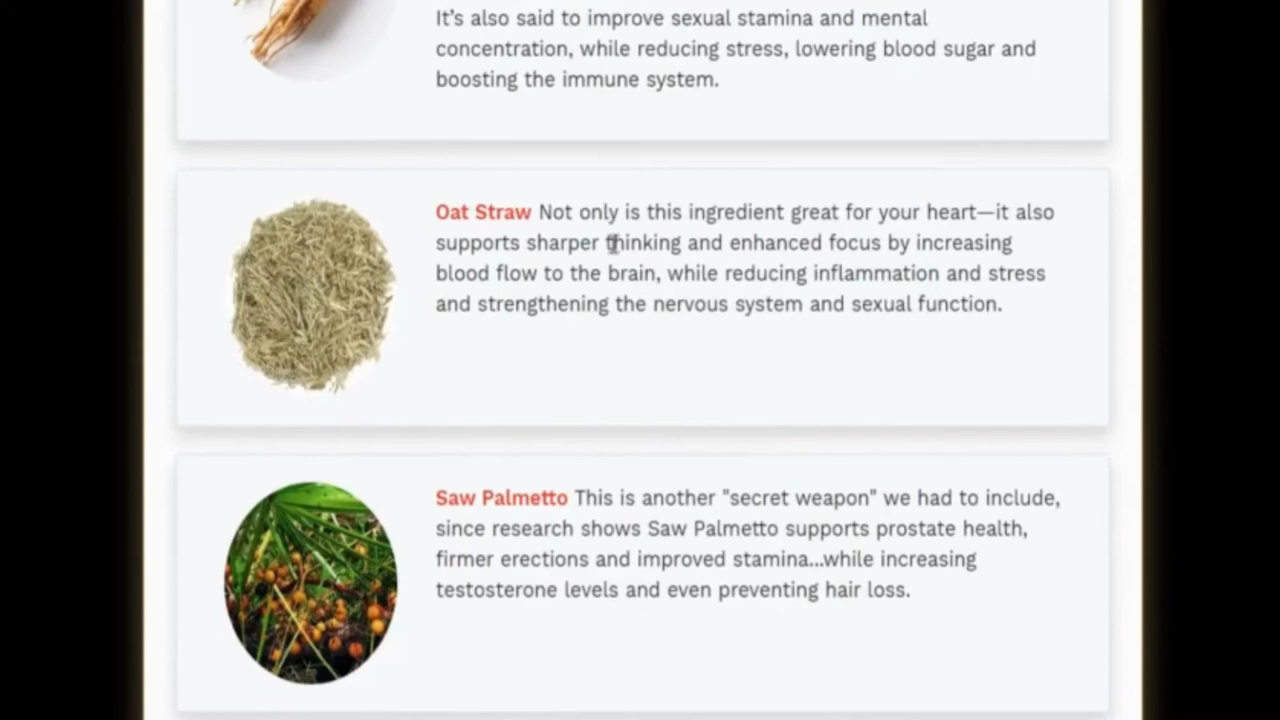 It’s also said to improve sexual stamina and mental
concentration, while reducing stress, lowering blood sugar and
boosting the immune system.
Oat Straw Not only is this ingredient great for your heart—it also
supports sharper thinking and enhanced focus by increasing
blood flow to the brain, while reducing inflammation and stress
and strengthening the nervous system and sexual function.
Saw Palmetto This is another "secret weapon" we had to include,
since research shows Saw Palmetto supports prostate health,
firmer erections and improved stamina...while increasing
testosterone levels and even preventing hair loss.